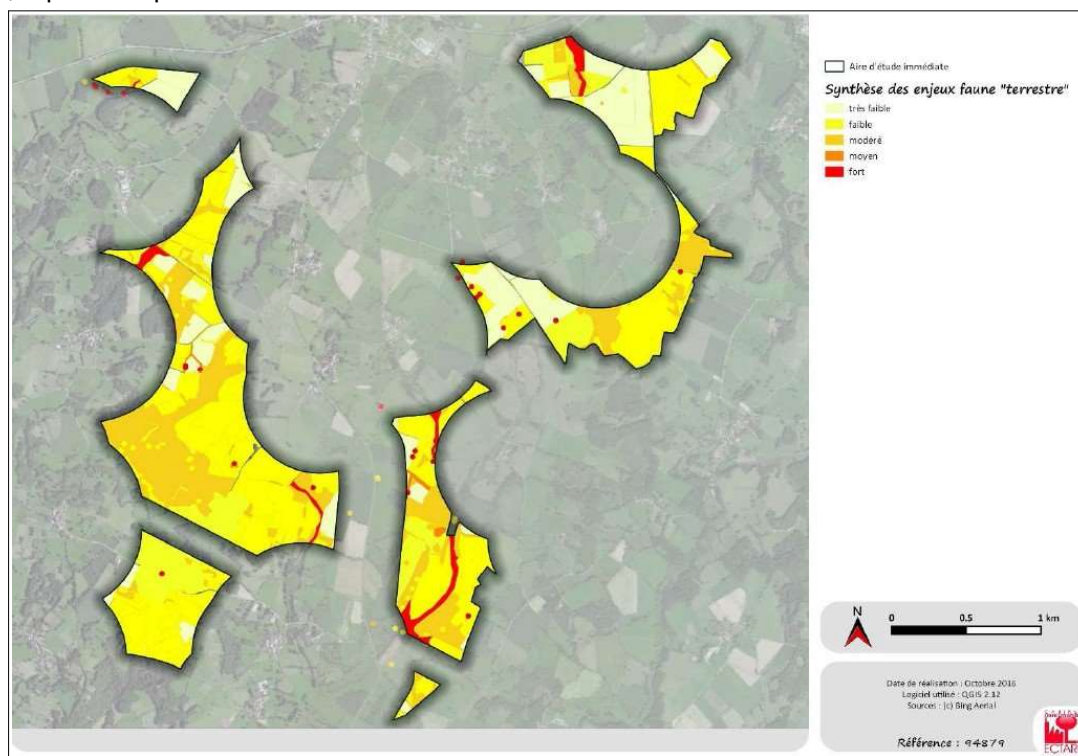 Aire d'étude immédiate
Synthèse des enjeux faune "terrestre"
très faible
faible
modéré
moyen
fort
N
0 0.5 1 km
Date de réalisation : Octobre 2016
Logiciel utilisé : QGIS 2.12
Sources : (c) Bing Aerial
Référence : 94879
ECTARE